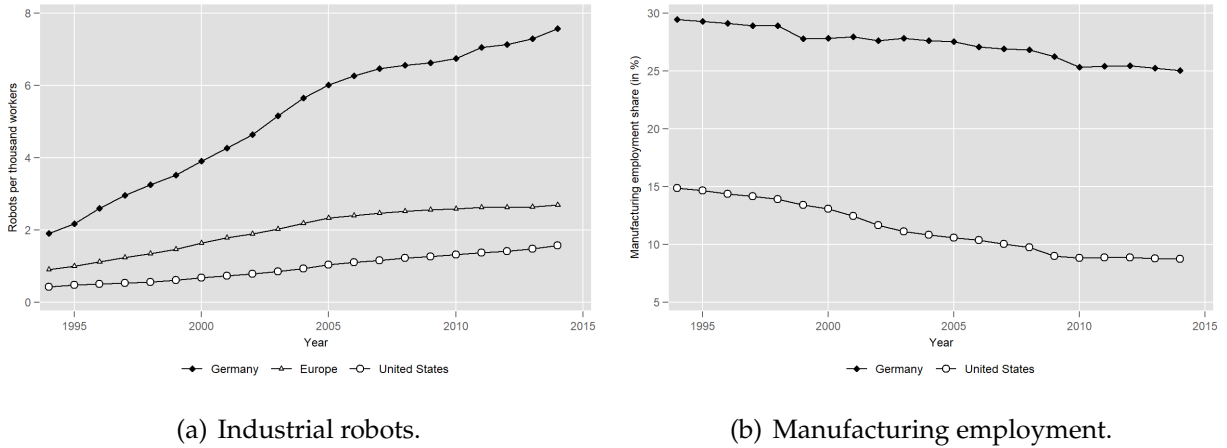 8
6
4
2
0
Robots per thousand workers
1995 2000 2005 2010 2015
Year
Germany Europe United States
(a) Industrial robots.
30
25
20
15
10
5
Manufacturing employment share (in %)
1995 2000 2005 2010 2015
Year
Germany United States
(b) Manufacturing employment.